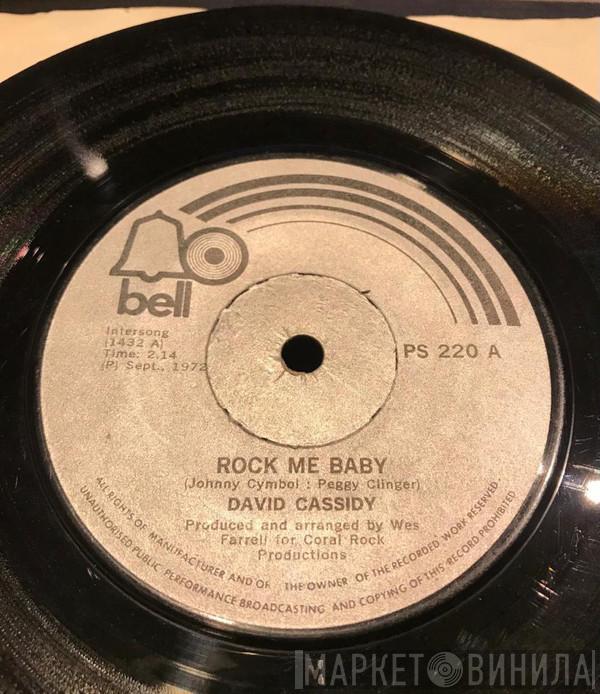 bell
Intersong
(1432 A)
Time: 2.14
(P) Sept., 1972
PS 220 A
ROCK ME BABY
(Johnny Cymbol : Peggy Clinger)
DAVID CASSIDY
Produced and arranged by Wes
Farrell for Coral Rock
Productions
ALL RIGHTS OF MANUFACTURER AND OF THE OWNER OF THE RECORDED WORK RESERVED
UNAUTHORISED PUBLIC PERFORMANCE BROADCASTING AND COPYING OF THIS RECORD PROHIBITED
МАРКЕТ ВИНИЛА